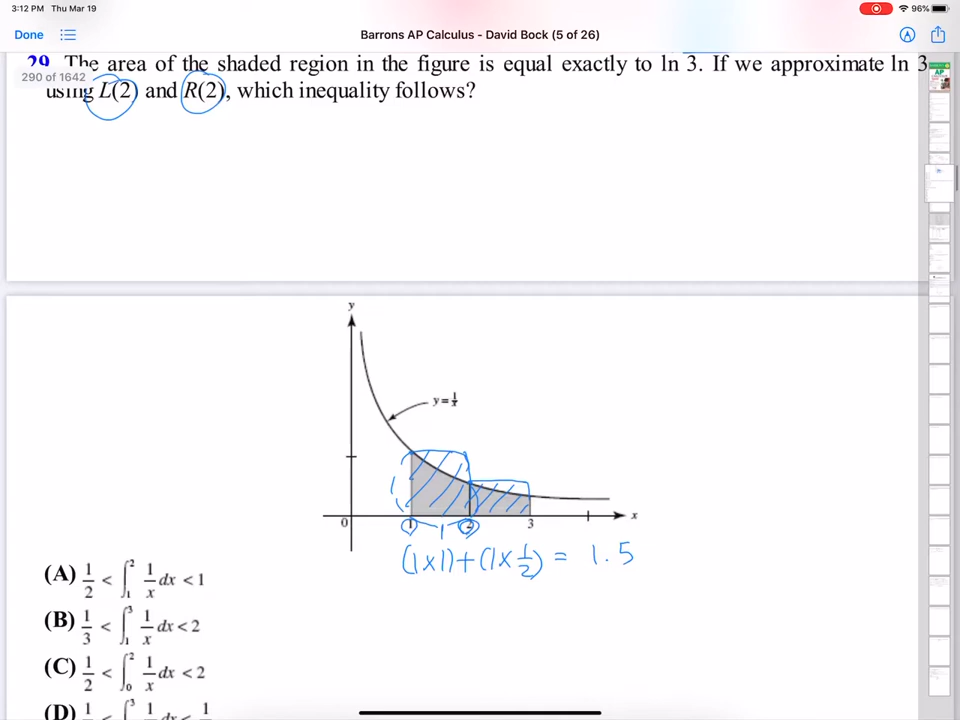 3:12 PM Thu Mar 19
96%
Done
Barrons AP Calculus - David Bock (5 of 26)
29. The area of the shaded region in the figure is equal exactly to ln 3. If we approximate ln 3
290 of 1642
using L(2) and R(2), which inequality follows?
y
y = 1/x
1
0 1 2 3 x
1
(1×1)+(1×1/2) = 1.5
(A) 1/2 < ∫₁² 1/x dx < 1
(B) 1/3 < ∫₁³ 1/x dx < 2
(C) 1/2 < ∫₀² 1/x dx < 2